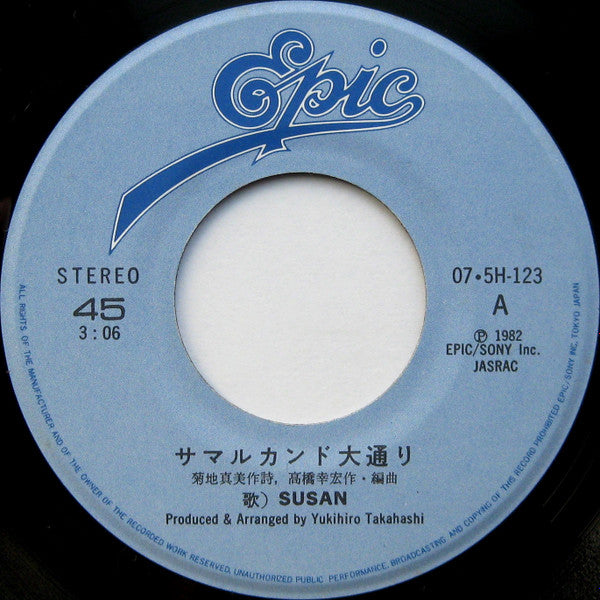 Epic
STEREO
45
3:06
07•5H-123
A
Ⓟ 1982
EPIC/SONY Inc.
JASRAC
サマルカンド大通り
菊地真美作詩, 高橋幸宏作・編曲
歌) SUSAN
Produced & Arranged by Yukihiro Takahashi
ALL RIGHTS OF THE MANUFACTURER AND OF THE OWNER OF THE RECORDED WORK RESERVED. UNAUTHORIZED PUBLIC PERFORMANCE, BROADCASTING AND COPYING OF THIS RECORD PROHIBITED EPIC/SONY INC. TOKYO JAPAN